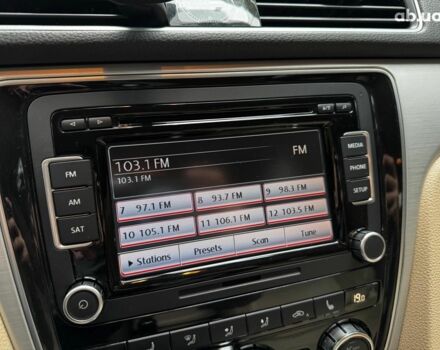 ab.ua
103.1 FM
FM
103.1 FM
7 97.1 FM 8 93.7 FM 9 98.3 FM
10 105.1 FM 11 106.1 FM 12 103.5 FM
Stations Presets Scan Tune
FM
AM
SAT
MEDIA
PHONE
SETUP